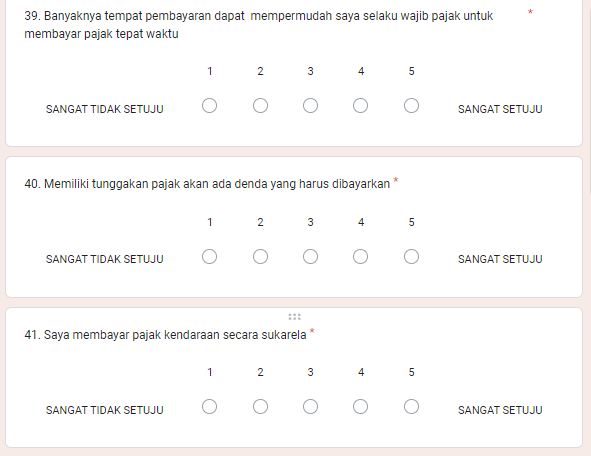 39. Banyaknya tempat pembayaran dapat mempermudah saya selaku wajib pajak untuk *
membayar pajak tepat waktu
1 2 3 4 5
SANGAT TIDAK SETUJU SANGAT SETUJU
40. Memiliki tunggakan pajak akan ada denda yang harus dibayarkan *
1 2 3 4 5
SANGAT TIDAK SETUJU SANGAT SETUJU
41. Saya membayar pajak kendaraan secara sukarela *
1 2 3 4 5
SANGAT TIDAK SETUJU SANGAT SETUJU